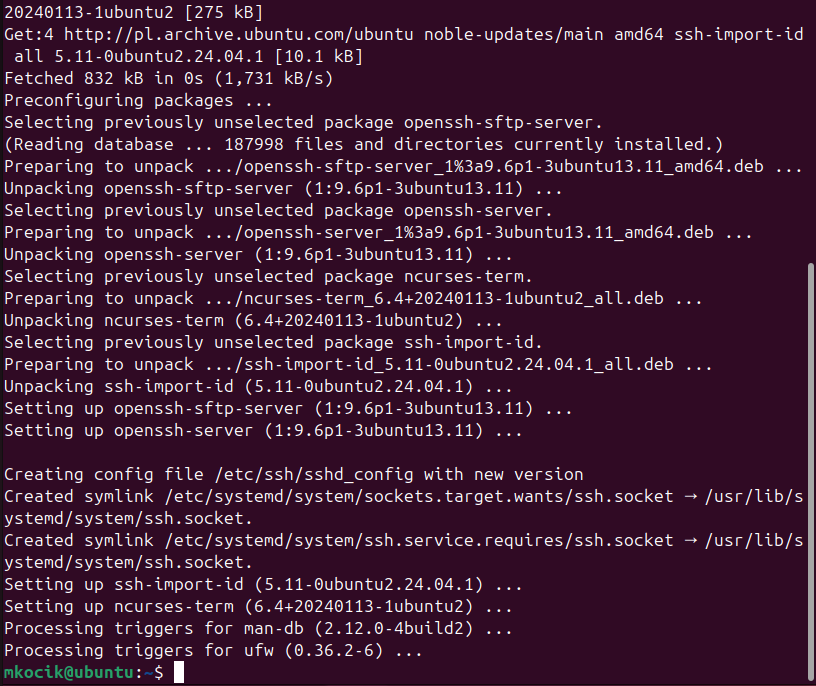 20240113-1ubuntu2 [275 kB]
Get:4 http://pl.archive.ubuntu.com/ubuntu noble-updates/main amd64 ssh-import-id
 all 5.11-0ubuntu2.24.04.1 [10.1 kB]
Fetched 832 kB in 0s (1,731 kB/s)
Preconfiguring packages ...
Selecting previously unselected package openssh-sftp-server.
(Reading database ... 187998 files and directories currently installed.)
Preparing to unpack .../openssh-sftp-server_1%3a9.6p1-3ubuntu13.11_amd64.deb ...
Unpacking openssh-sftp-server (1:9.6p1-3ubuntu13.11) ...
Selecting previously unselected package openssh-server.
Preparing to unpack .../openssh-server_1%3a9.6p1-3ubuntu13.11_amd64.deb ...
Unpacking openssh-server (1:9.6p1-3ubuntu13.11) ...
Selecting previously unselected package ncurses-term.
Preparing to unpack .../ncurses-term_6.4+20240113-1ubuntu2_all.deb ...
Unpacking ncurses-term (6.4+20240113-1ubuntu2) ...
Selecting previously unselected package ssh-import-id.
Preparing to unpack .../ssh-import-id_5.11-0ubuntu2.24.04.1_all.deb ...
Unpacking ssh-import-id (5.11-0ubuntu2.24.04.1) ...
Setting up openssh-sftp-server (1:9.6p1-3ubuntu13.11) ...
Setting up openssh-server (1:9.6p1-3ubuntu13.11) ...

Creating config file /etc/ssh/sshd_config with new version
Created symlink /etc/systemd/system/sockets.target.wants/ssh.socket → /usr/lib/s
ystemd/system/ssh.socket.
Created symlink /etc/systemd/system/ssh.service.requires/ssh.socket → /usr/lib/s
ystemd/system/ssh.socket.
Setting up ssh-import-id (5.11-0ubuntu2.24.04.1) ...
Setting up ncurses-term (6.4+20240113-1ubuntu2) ...
Processing triggers for man-db (2.12.0-4build2) ...
Processing triggers for ufw (0.36.2-6) ...
mkocik@ubuntu:~$